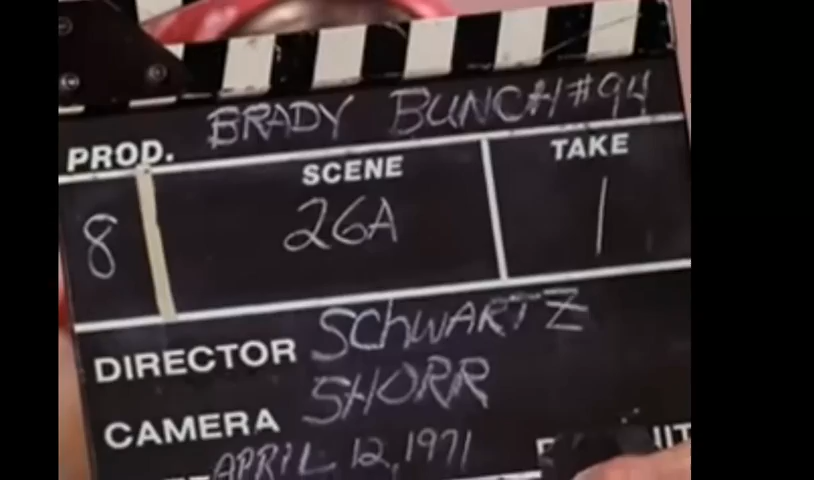 PROD. BRADY BUNCH #94
SCENE TAKE
8 26A 1
DIRECTOR SCHWARTZ
CAMERA SHORR
APRIL 12, 1971